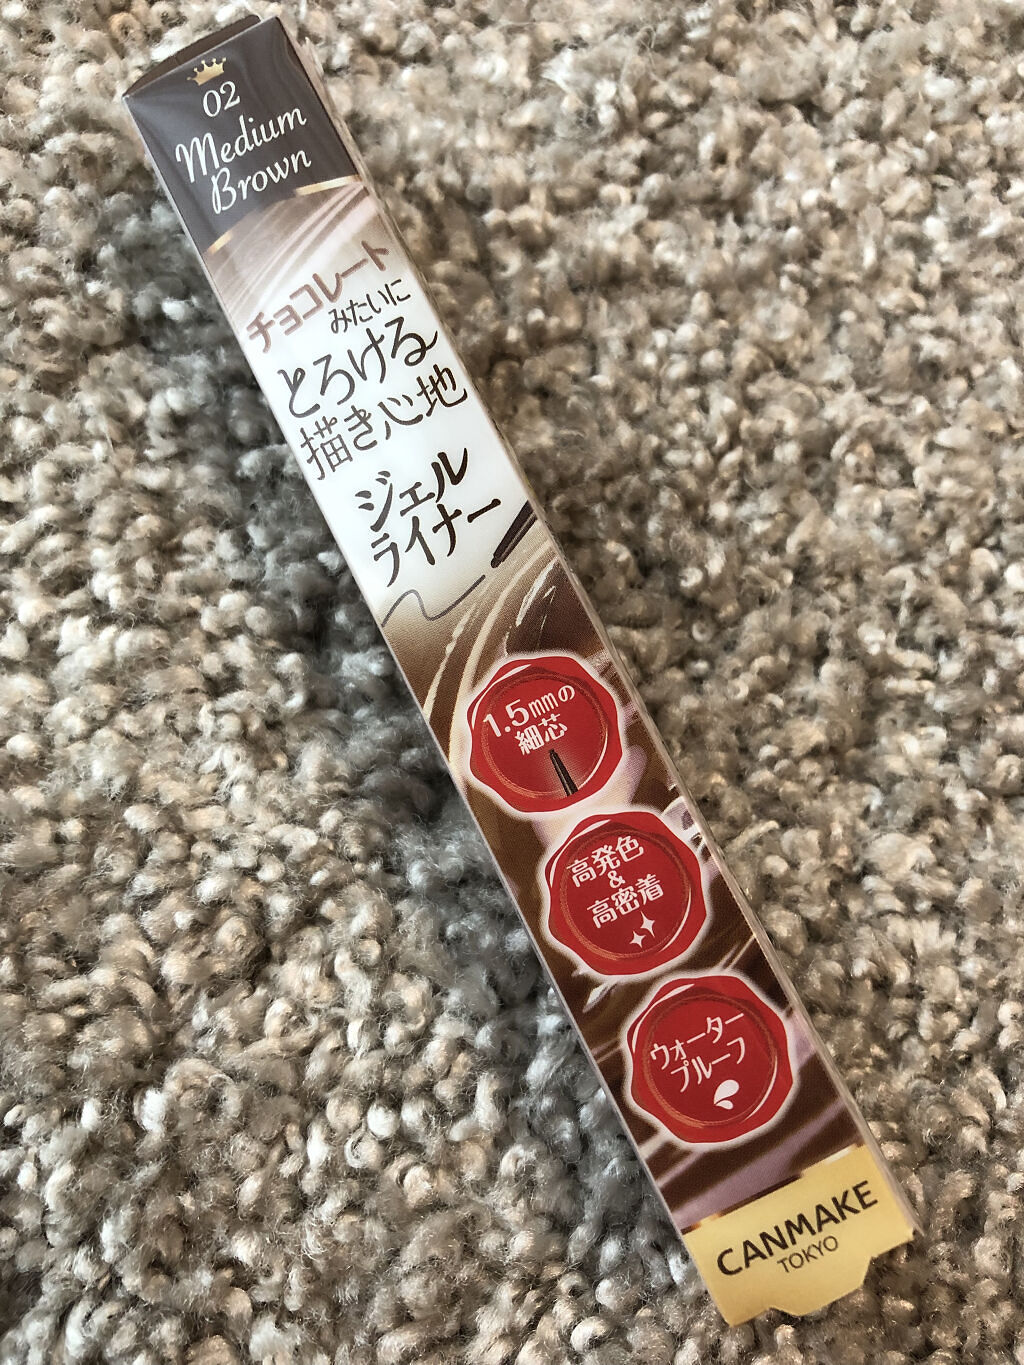 02
Medium
Brown
チョコレート
みたいに
とろける
描き心地
ジェル
ライナー
1.5mmの
細芯
高発色
&
高密着
ウォーター
プルーフ
CANMAKE
TOKYO